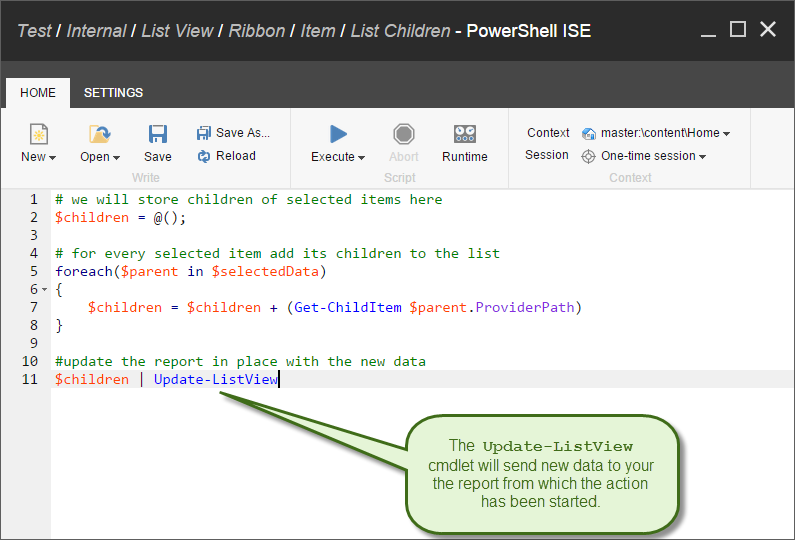 Test / Internal / List View / Ribbon / Item / List Children - PowerShell ISE
HOME SETTINGS
New
Open
Save
Save As...
Reload
Write
Execute
Abort
Runtime
Script
Context master:\content\Home
Session One-time session
Context
1 # we will store children of selected items here
2 $children = @();
3
4 # for every selected item add its children to the list
5 foreach($parent in $selectedData)
6 {
7 $children = $children + (Get-ChildItem $parent.ProviderPath)
8 }
9
10 #update the report in place with the new data
11 $children | Update-ListView
The Update-ListView
cmdlet will send new data to your
the report from which the action
has been started.